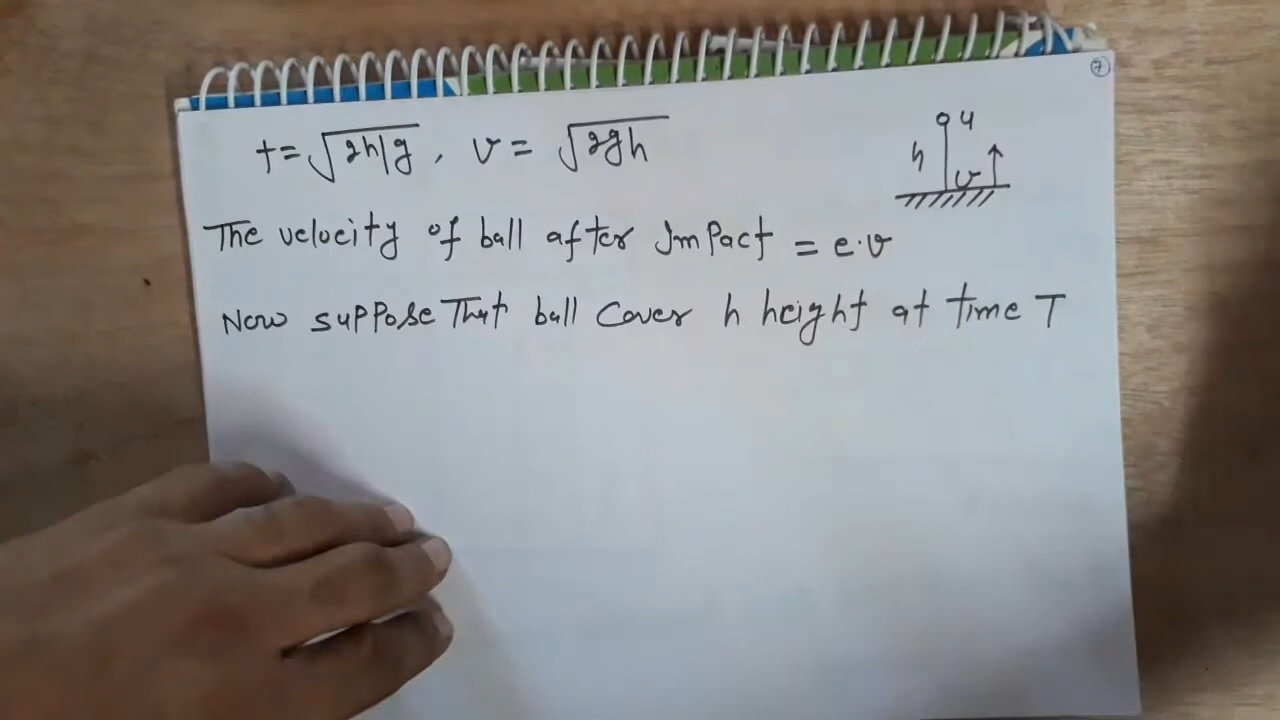 7
t = √2h/g , v = √2gh
u
h
v
The velocity of ball after Impact = e.v
Now suppose That ball Cover h height at time T